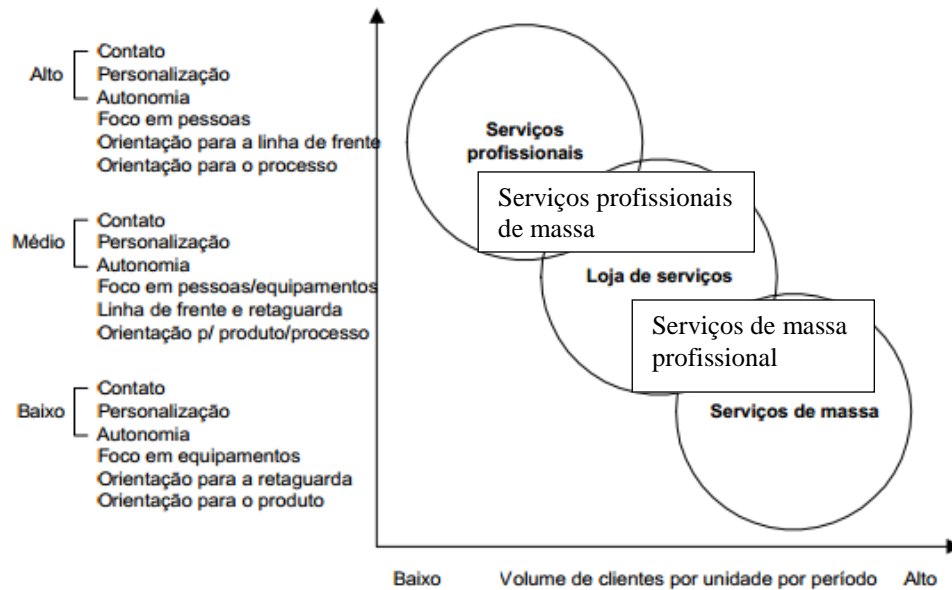 Alto
Contato
Personalização
Autonomia
Foco em pessoas
Orientação para a linha de frente
Orientação para o processo
Médio
Contato
Personalização
Autonomia
Foco em pessoas/equipamentos
Linha de frente e retaguarda
Orientação p/ produto/processo
Baixo
Contato
Personalização
Autonomia
Foco em equipamentos
Orientação para a retaguarda
Orientação para o produto
Serviços
profissionais
Serviços profissionais
de massa
Loja de serviços
Serviços de massa
profissional
Serviços de massa
Baixo
Volume de clientes por unidade por período
Alto